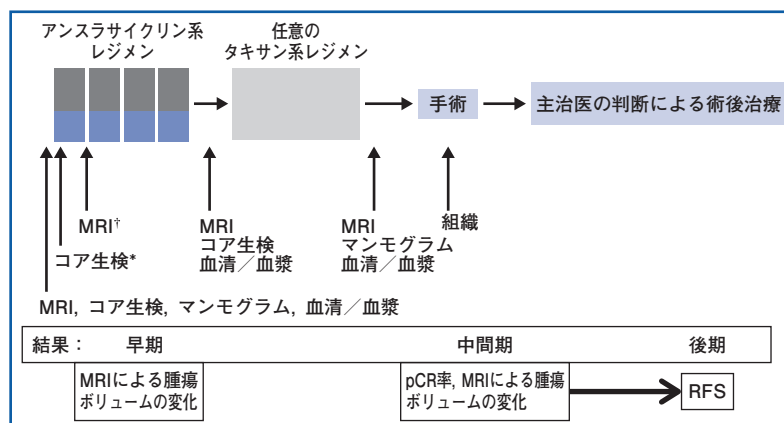 アンスラサイクリン系
レジメン
任意の
タキサン系レジメン
手術
主治医の判断による術後治療
MRI†
コア生検*
MRI
コア生検
血清／血漿
MRI
マンモグラム
血清／血漿
組織
MRI, コア生検, マンモグラム, 血清／血漿
結果： 早期 中間期 後期
MRIによる腫瘍
ボリュームの変化
pCR率, MRIによる腫瘍
ボリュームの変化
RFS